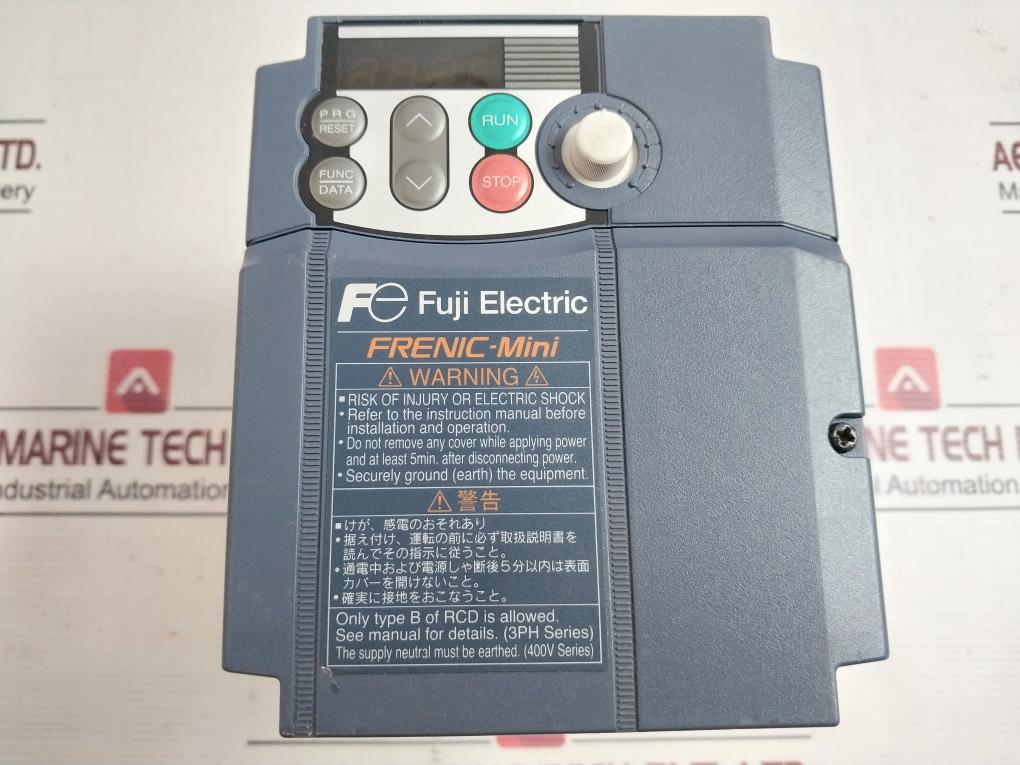 PRG
RESET
RUN
FUNC
DATA
STOP
TD.
ery
Fe Fuji Electric
FRENIC-Mini
WARNING
RISK OF INJURY OR ELECTRIC SHOCK
• Refer to the instruction manual before
installation and operation.
• Do not remove any cover while applying power
and at least 5min. after disconnecting power.
• Securely ground (earth) the equipment.
警告
けが、感電のおそれあり
• 据え付け、運転の前に必ず取扱説明書を
読んでその指示に従うこと。
• 通電中および電源しゃ断後5分以内は表面
カバーを開けないこと。
• 確実に接地をおこなうこと。
Only type B of RCD is allowed.
See manual for details. (3PH Series)
The supply neutral must be earthed. (400V Series)
MARINE TECH
ndustrial Automation
INE TECH
l Automation